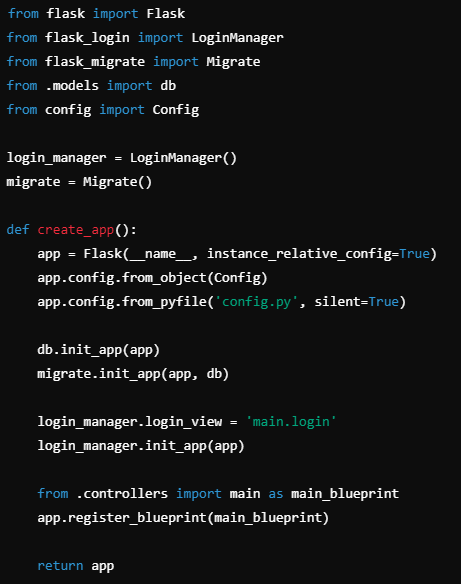 from flask import Flask
from flask_login import LoginManager
from flask_migrate import Migrate
from .models import db
from config import Config

login_manager = LoginManager()
migrate = Migrate()

def create_app():
    app = Flask(__name__, instance_relative_config=True)
    app.config.from_object(Config)
    app.config.from_pyfile('config.py', silent=True)

    db.init_app(app)
    migrate.init_app(app, db)

    login_manager.login_view = 'main.login'
    login_manager.init_app(app)

    from .controllers import main as main_blueprint
    app.register_blueprint(main_blueprint)

    return app